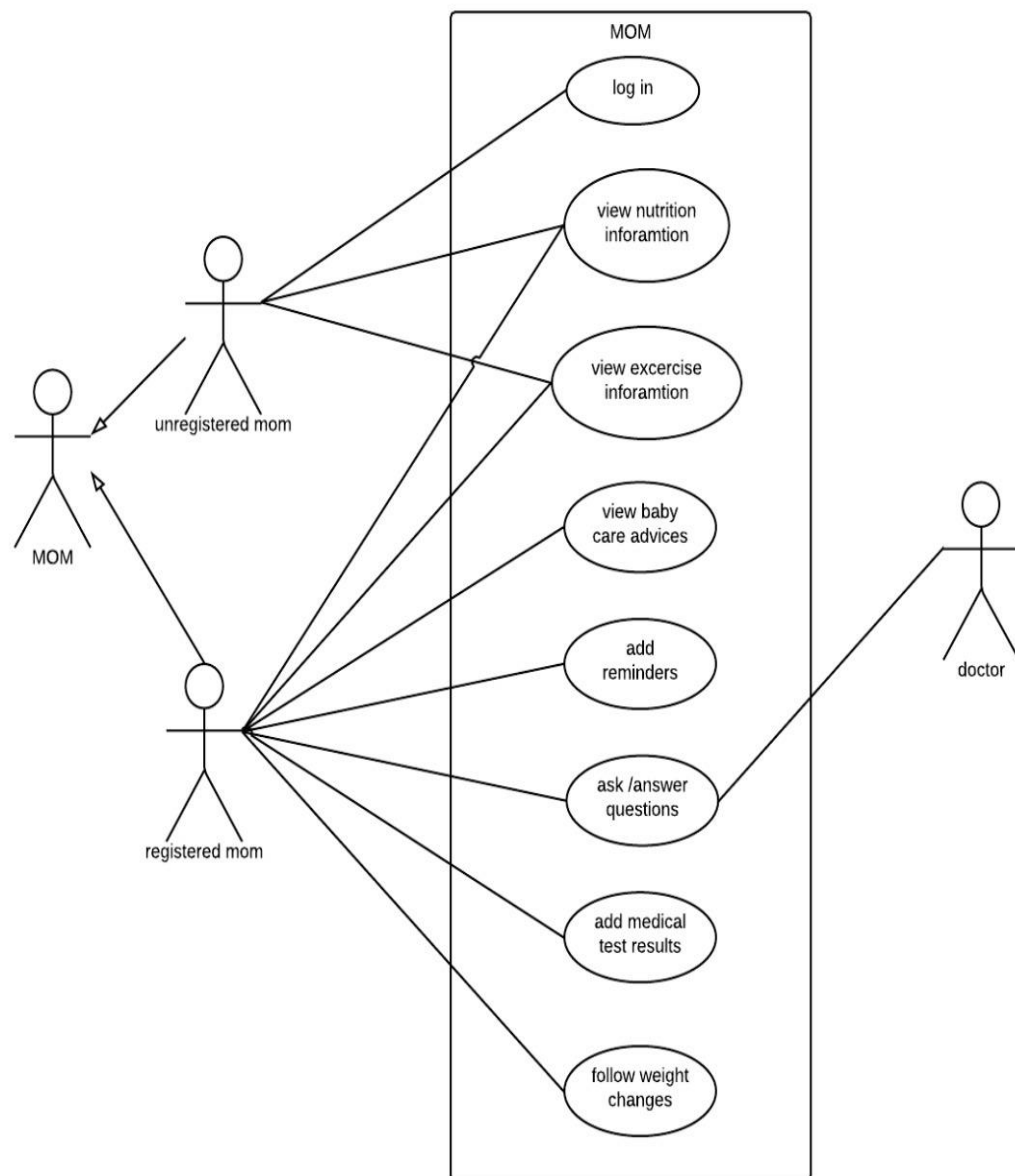 MOM
log in
view nutrition
inforamtion
view excercise
inforamtion
unregistered mom
view baby
care advices
MOM
add
reminders
doctor
ask /answer
questions
registered mom
add medical
test results
follow weight
changes